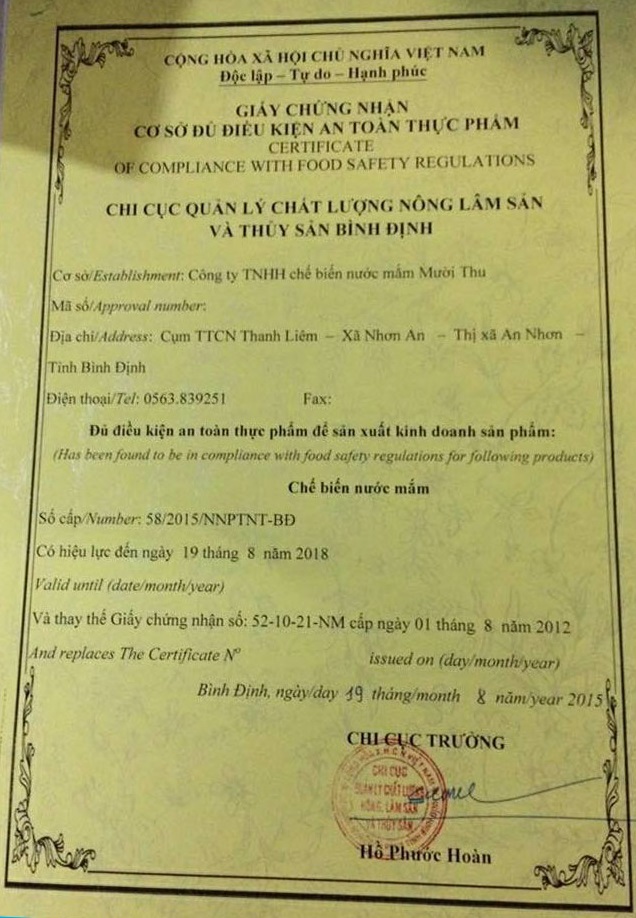 CỘNG HÒA XÃ HỘI CHỦ NGHĨA VIỆT NAM
Độc lập – Tự do – Hạnh phúc
GIẤY CHỨNG NHẬN
CƠ SỞ ĐỦ ĐIỀU KIỆN AN TOÀN THỰC PHẨM
CERTIFICATE
OF COMPLIANCE WITH FOOD SAFETY REGULATIONS
CHI CỤC QUẢN LÝ CHẤT LƯỢNG NÔNG LÂM SẢN
VÀ THỦY SẢN BÌNH ĐỊNH
Cơ sở/Establishment: Công ty TNHH chế biến nước mắm Mười Thu
Mã số/Approval number:
Địa chỉ/Address: Cụm TTCN Thanh Liêm – Xã Nhơn An – Thị xã An Nhơn –
Tỉnh Bình Định
Điện thoại/Tel: 0563.839251 Fax:
Đủ điều kiện an toàn thực phẩm để sản xuất kinh doanh sản phẩm:
(Has been found to be in compliance with food safety regulations for following products)
Chế biến nước mắm
Số cấp/Number: 58/2015/NNPTNT-BĐ
Có hiệu lực đến ngày 19 tháng 8 năm 2018
Valid until (date/month/year)
Và thay thế Giấy chứng nhận số: 52-10-21-NM cấp ngày 01 tháng 8 năm 2012
And replaces The Certificate Nº issued on (day/month/year)
Bình Định, ngày/day 19 tháng/month 8 năm/year 2015
CHI CỤC TRƯỞNG
CHI CỤC
QUẢN LÝ CHẤT LƯỢNG
NÔNG, LÂM SẢN
VÀ THỦY SẢN
Hồ Phước Hoàn